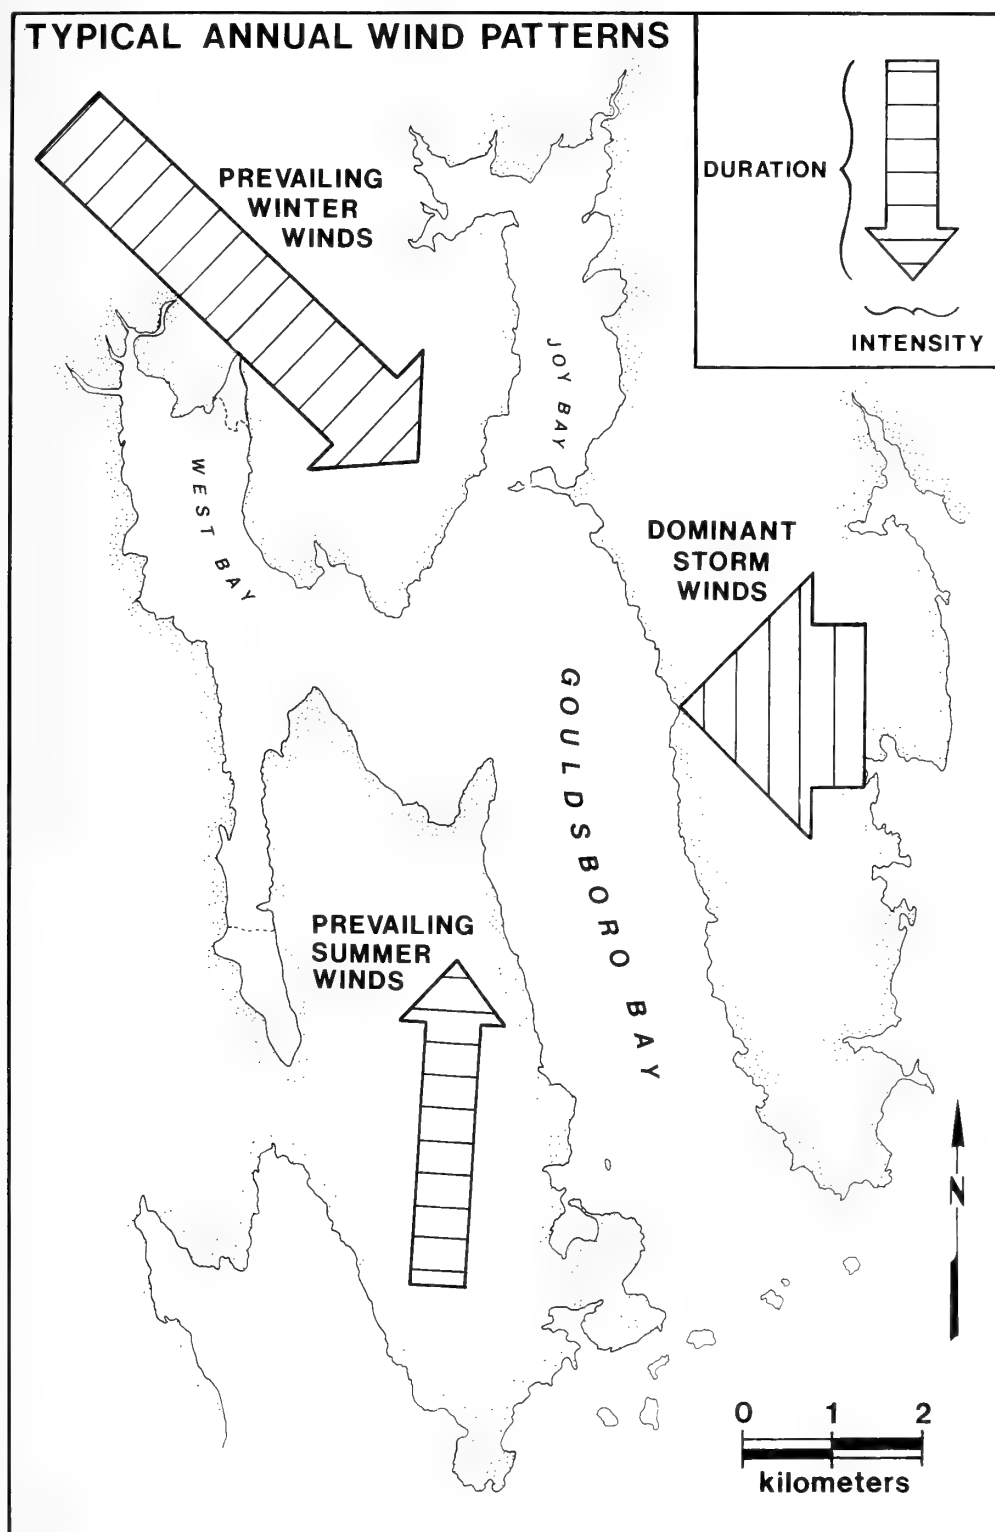 TYPICAL ANNUAL WIND PATTERNS
DURATION
INTENSITY
PREVAILING
WINTER
WINDS
JOY BAY
WEST BAY
DOMINANT
STORM
WINDS
GOULDSBORO BAY
PREVAILING
SUMMER
WINDS
N
0 1 2
kilometers